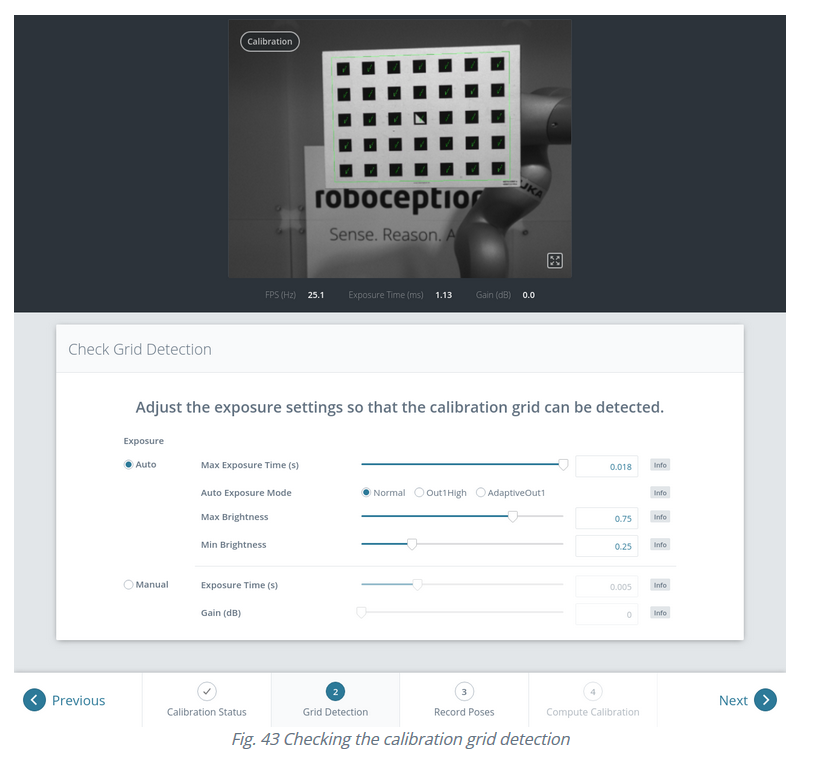 Calibration
roboception
Sense. Reason. A
KUKA
FPS (Hz) 25.1 Exposure Time (ms) 1.13 Gain (dB) 0.0
Check Grid Detection
Adjust the exposure settings so that the calibration grid can be detected.
Exposure
Auto Max Exposure Time (s) 0.018 Info
Auto Exposure Mode Normal Out1High AdaptiveOut1 Info
Max Brightness 0.75 Info
Min Brightness 0.25 Info
Manual Exposure Time (s) 0.005 Info
Gain (dB) 0 Info
Previous 2 3 4 Next
Calibration Status Grid Detection Record Poses Compute Calibration
Fig. 43 Checking the calibration grid detection